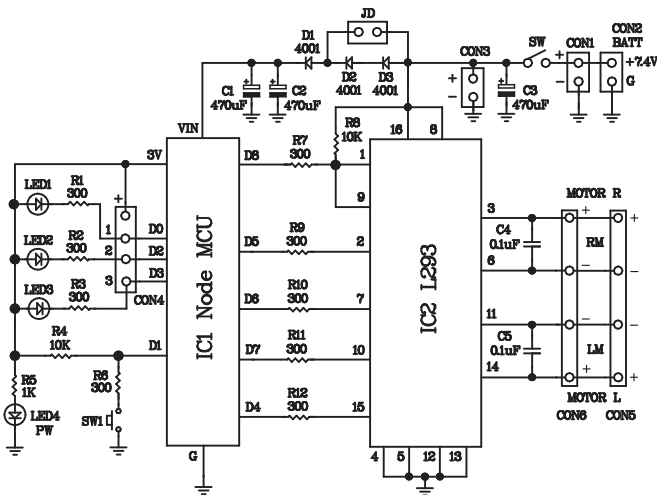 JD
D1
4001
D2
4001
D3
4001
C1
470uF
C2
470uF
CON3
+
−
C3
470uF
SW
CON1
+
−
CON2
BATT
+7.4V
G
VIN
3V
D8
R7
300
R8
10K
16
8
1
9
LED1
R1
300
+
1
D0
LED2
R2
300
2
D2
LED3
R3
300
3
D3
CON4
R4
10K
D1
R5
1K
R6
300
LED4
PW
SW1
IC1 Node MCU
G
D5
R9
300
2
D6
R10
300
7
D7
R11
300
10
D4
R12
300
15
IC2 L293
4
5
12
13
3
C4
0.1uF
6
11
C5
0.1uF
14
MOTOR R
+
+
RM
−
−
−
−
LM
+
+
MOTOR L
CON6
CON5